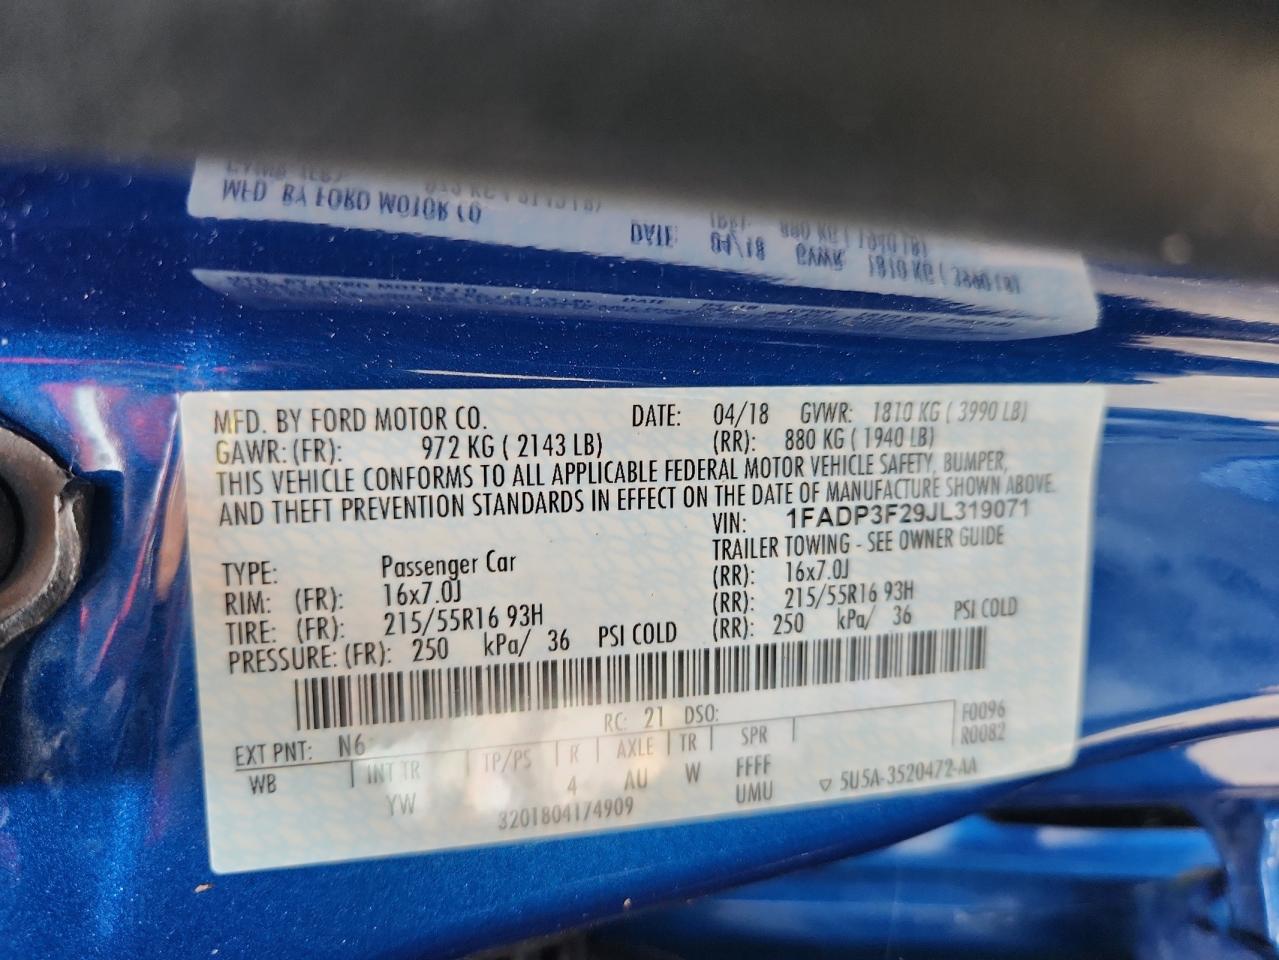 MFD. BY FORD MOTOR CO. DATE: 04/18 GVWR: 1810 KG ( 3990 LB)
GAWR: (FR): 972 KG ( 2143 LB) (RR): 880 KG ( 1940 LB)
THIS VEHICLE CONFORMS TO ALL APPLICABLE FEDERAL MOTOR VEHICLE SAFETY, BUMPER,
AND THEFT PREVENTION STANDARDS IN EFFECT ON THE DATE OF MANUFACTURE SHOWN ABOVE.
VIN: 1FADP3F29JL319071
TRAILER TOWING - SEE OWNER GUIDE
TYPE: Passenger Car
RIM: (FR): 16x7.0J (RR): 16x7.0J
TIRE: (FR): 215/55R16 93H (RR): 215/55R16 93H
PRESSURE: (FR): 250 kPa/ 36 PSI COLD (RR): 250 kPa/ 36 PSI COLD
EXT PNT: N6 RC: 21 DSO: F0096
WB INT TR TP/PS R AXLE TR SPR R0082
YW 4 AU W FFFF
UMU ▽ 5U5A-3520472-AA
3201804174909